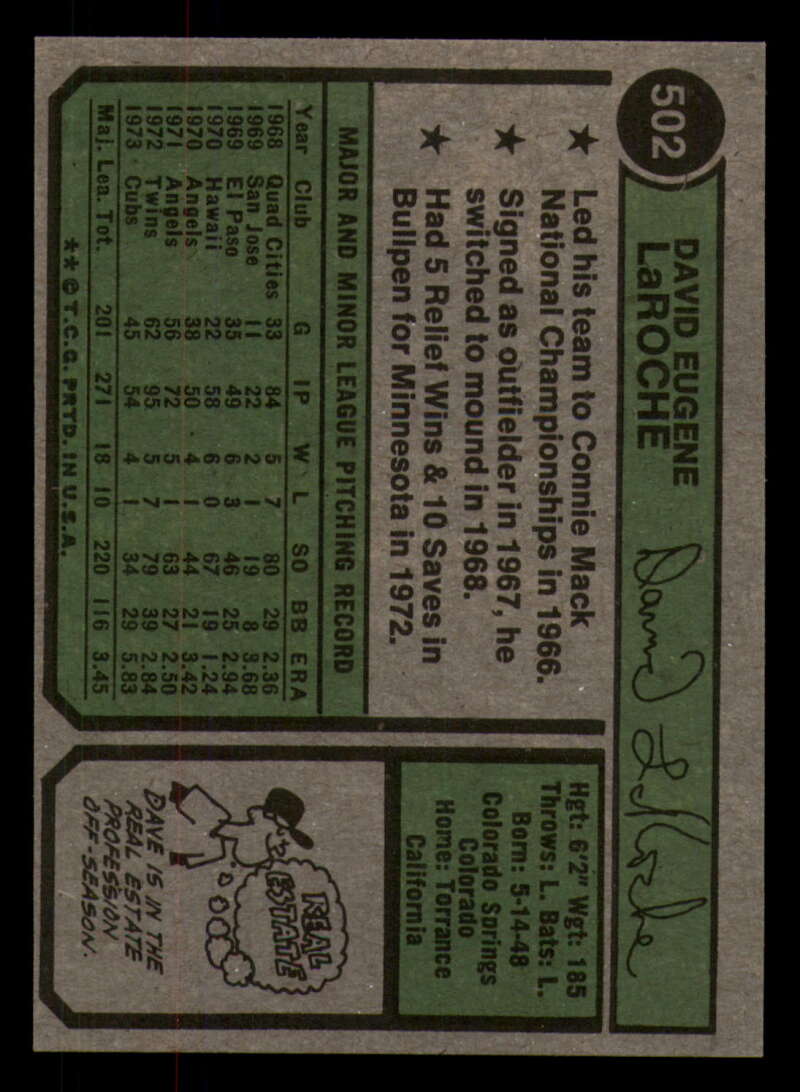 502
DAVID EUGENE
LaROCHE
David LaRoche
★ Led his team to Connie Mack
National Championships in 1966.
★ Signed as outfielder in 1967, he
switched to mound in 1968.
★ Had 5 Relief Wins & 10 Saves in
Bullpen for Minnesota in 1972.
MAJOR AND MINOR LEAGUE PITCHING RECORD
Year Club G IP W L SO BB ERA
1968 Quad Cities 33 84 5 7 80 29 2.36
1969 San Jose 11 22 2 1 19 8 3.68
1969 El Paso 35 49 6 3 46 25 2.94
1970 Hawaii 22 58 6 0 67 19 1.24
1970 Angels 38 50 4 1 44 21 3.42
1971 Angels 56 72 5 1 63 27 2.50
1972 Twins 62 95 5 7 79 39 2.84
1973 Cubs 45 54 4 1 34 29 5.83
Maj. Lea. Tot. 201 271 18 10 220 116 3.45
**© T.C.G. PRTD. IN U.S.A.
Hgt: 6'2" Wgt: 185
Throws: L. Bats: L.
Born: 5-14-48
Colorado Springs
Colorado
Home: Torrance
California
REAL
ESTATE
DAVE IS IN THE
REAL ESTATE
PROFESSION
OFF-SEASON.